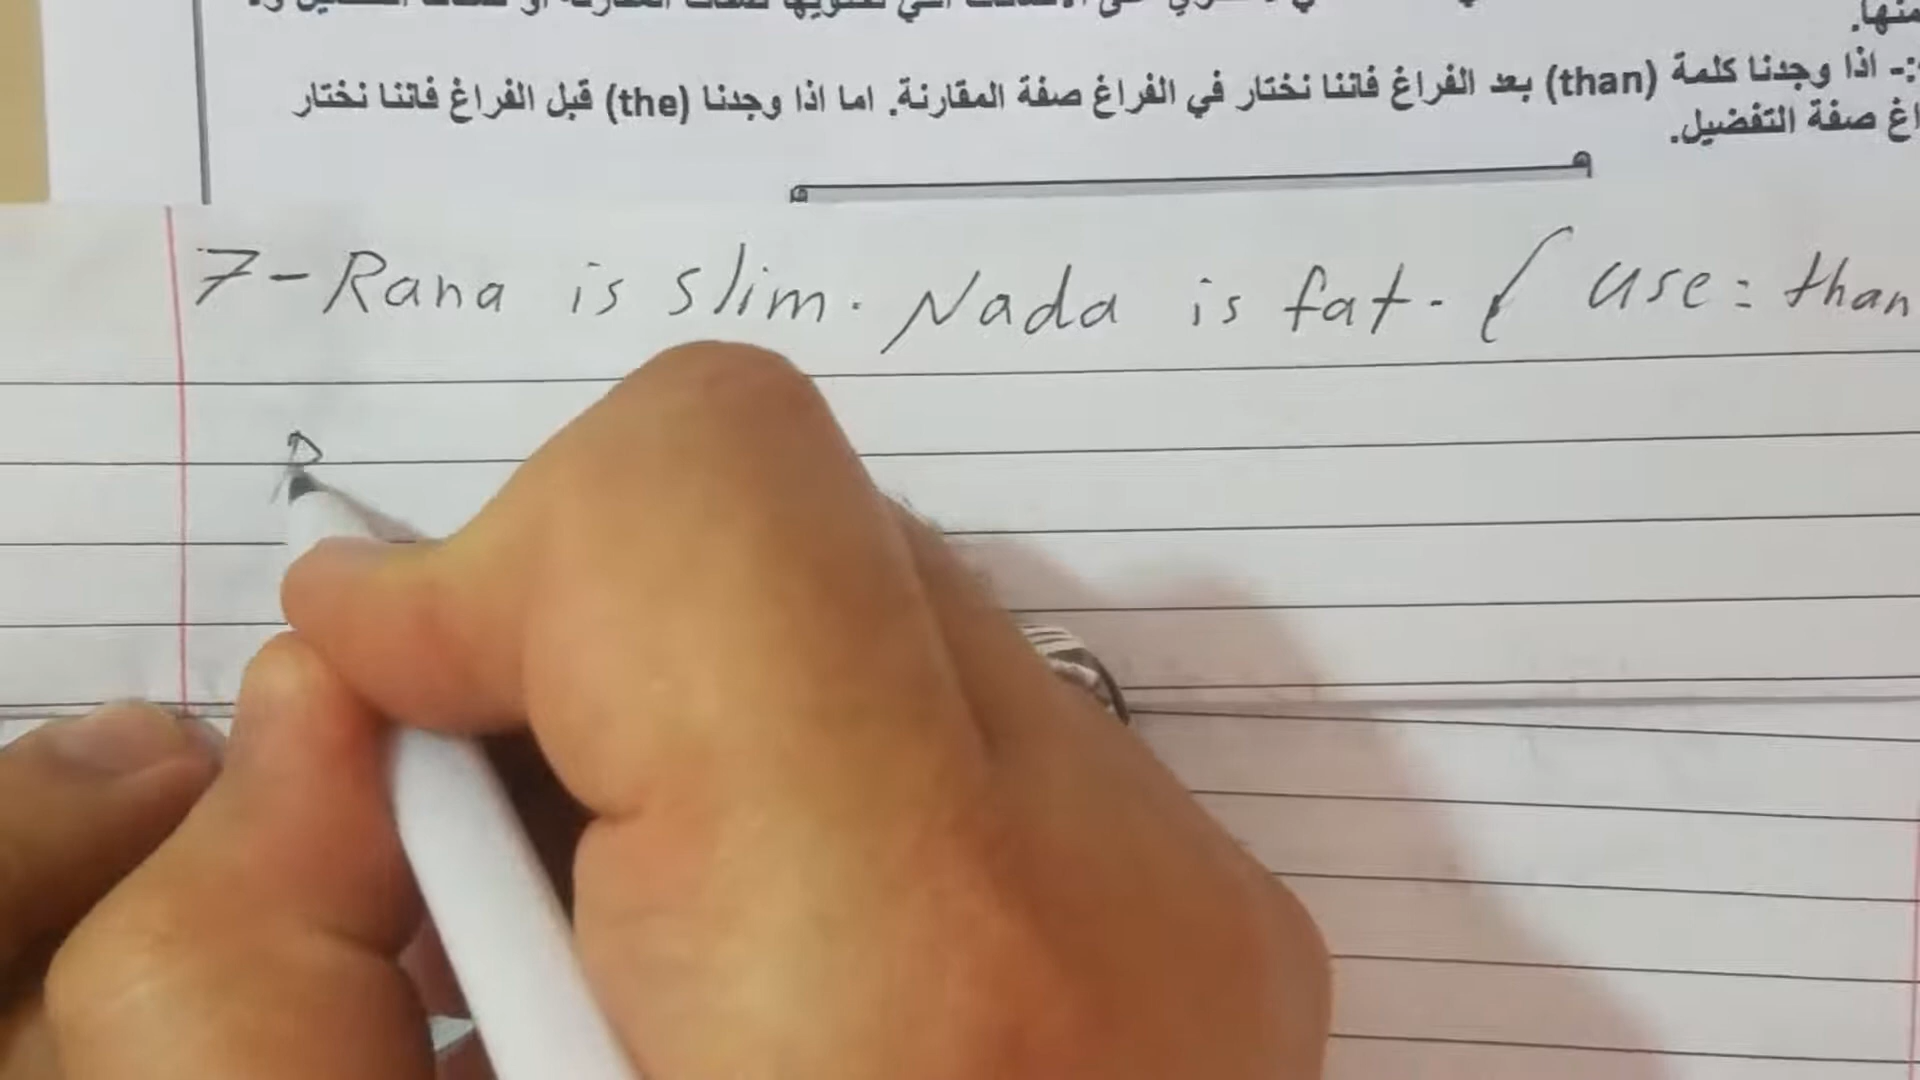 منها.
:- اذا وجدنا كلمة (than) بعد الفراغ فاننا نختار في الفراغ صفة المقارنة. اما اذا وجدنا (the) قبل الفراغ فاننا نختار
صفة التفضيل.
7- Rana is slim. Nada is fat. ( use: than
R